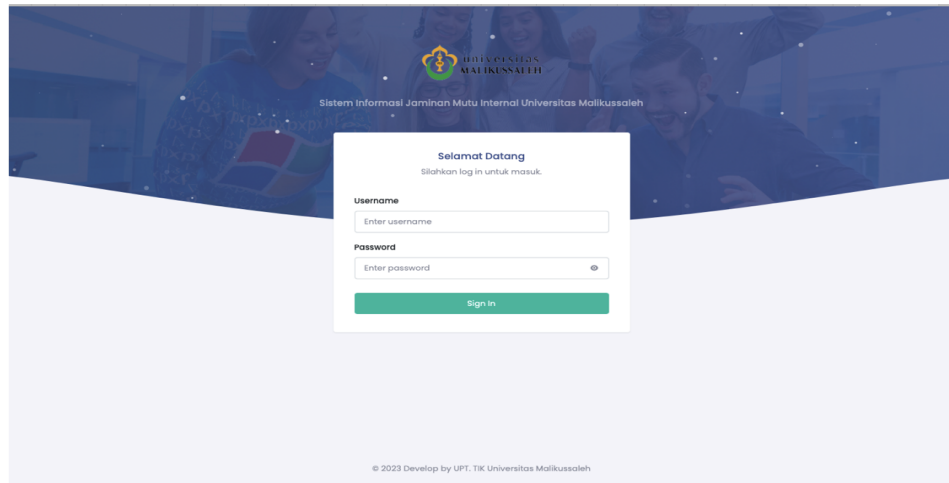 universitas
MALIKUSSALEH
Sistem Informasi Jaminan Mutu Internal Universitas Malikussaleh
Selamat Datang
Silahkan log in untuk masuk.
Username
Enter username
Password
Enter password
Sign In
© 2023 Develop by UPT. TIK Universitas Malikussaleh